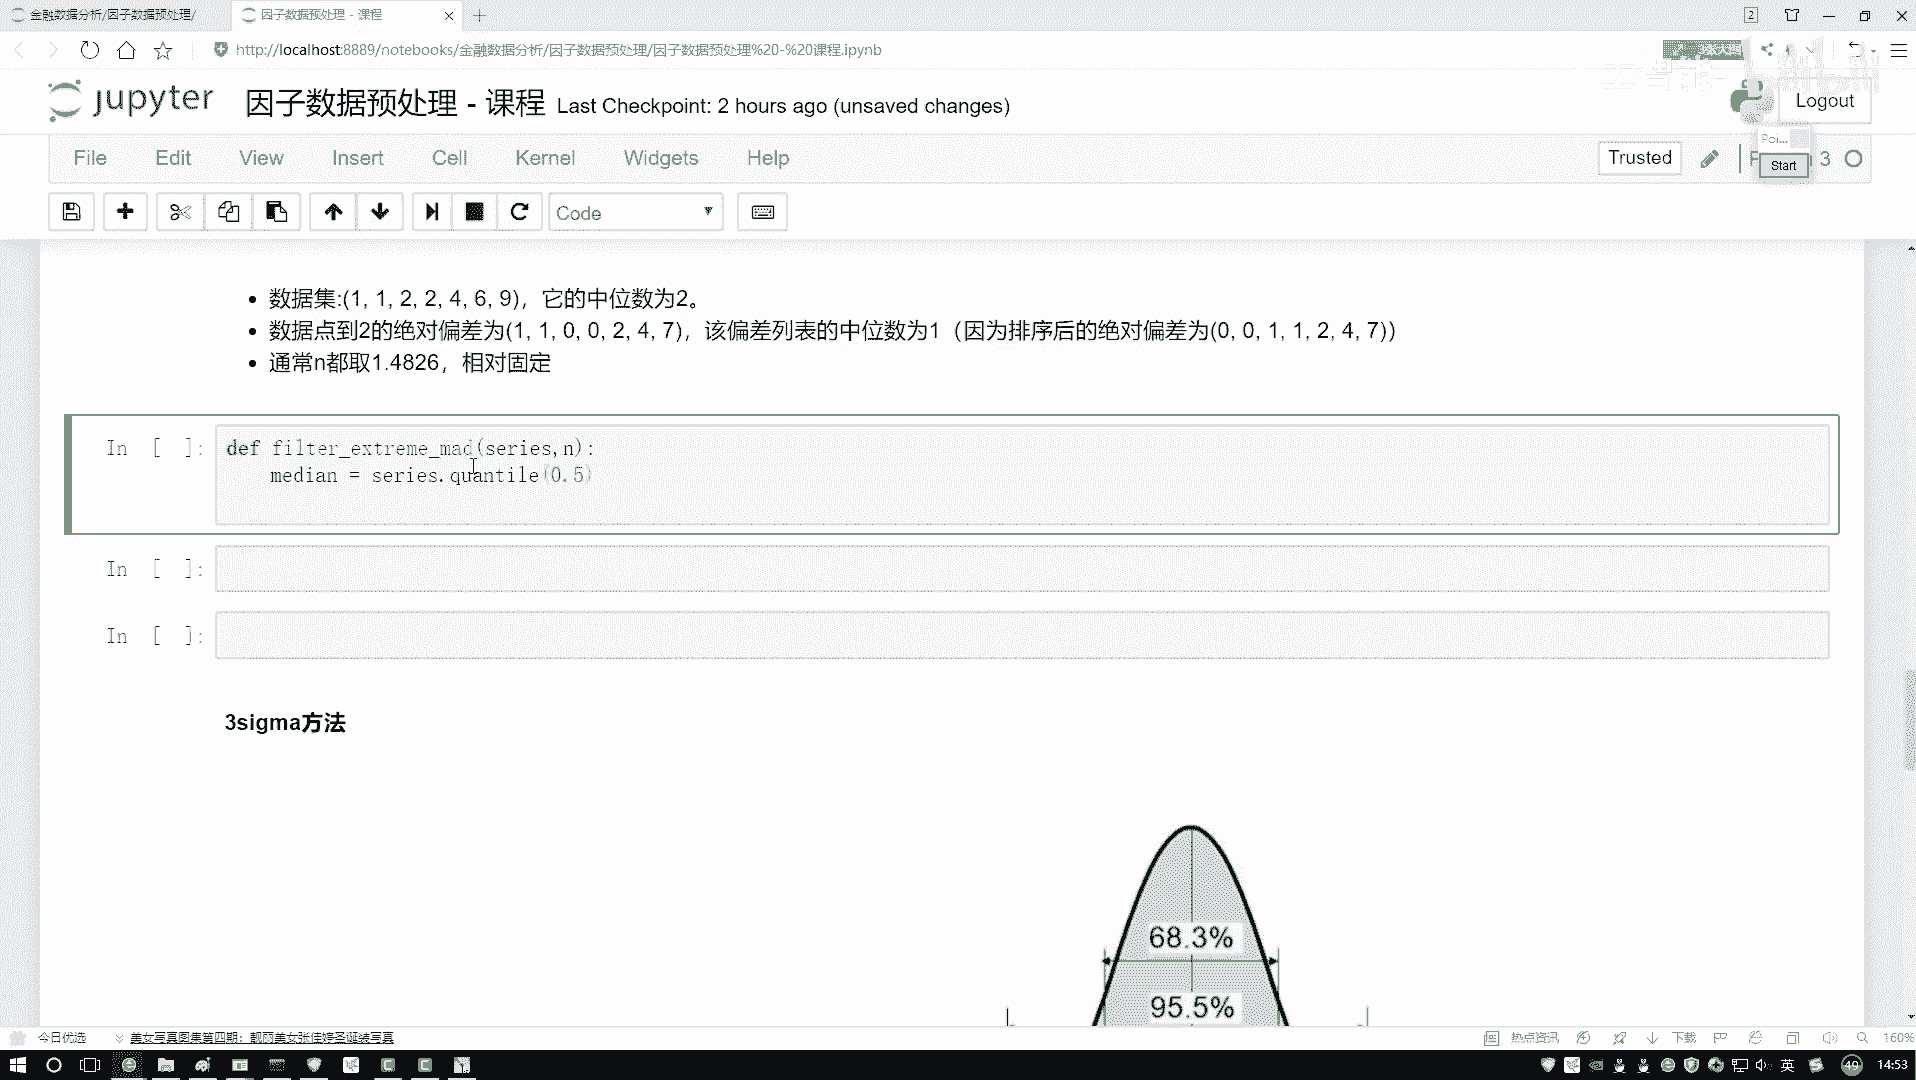 金融数据分析/因子数据预处理/
因子数据预处理 - 课程
2
http://localhost:8889/notebooks/金融数据分析/因子数据预处理/因子数据预处理%20-%20课程.ipynb
jupyter
因子数据预处理 - 课程 Last Checkpoint: 2 hours ago (unsaved changes)
Logout
File Edit View Insert Cell Kernel Widgets Help
Trusted
Poi...
Start
3
Code
数据集:(1, 1, 2, 2, 4, 6, 9)，它的中位数为2。
数据点到2的绝对偏差为(1, 1, 0, 0, 2, 4, 7)，该偏差列表的中位数为1（因为排序后的绝对偏差为(0, 0, 1, 1, 2, 4, 7)）
通常n都取1.4826，相对固定
In [ ]:
def filter_extreme_mad(series,n):
median = series.quantile(0.5)
In [ ]:
In [ ]:
3sigma方法
68.3%
95.5%
今日优选
美女写真图集第四期：靓丽美女张佳婷圣诞装写真
热点资讯
下载
160%
英
49
14:53